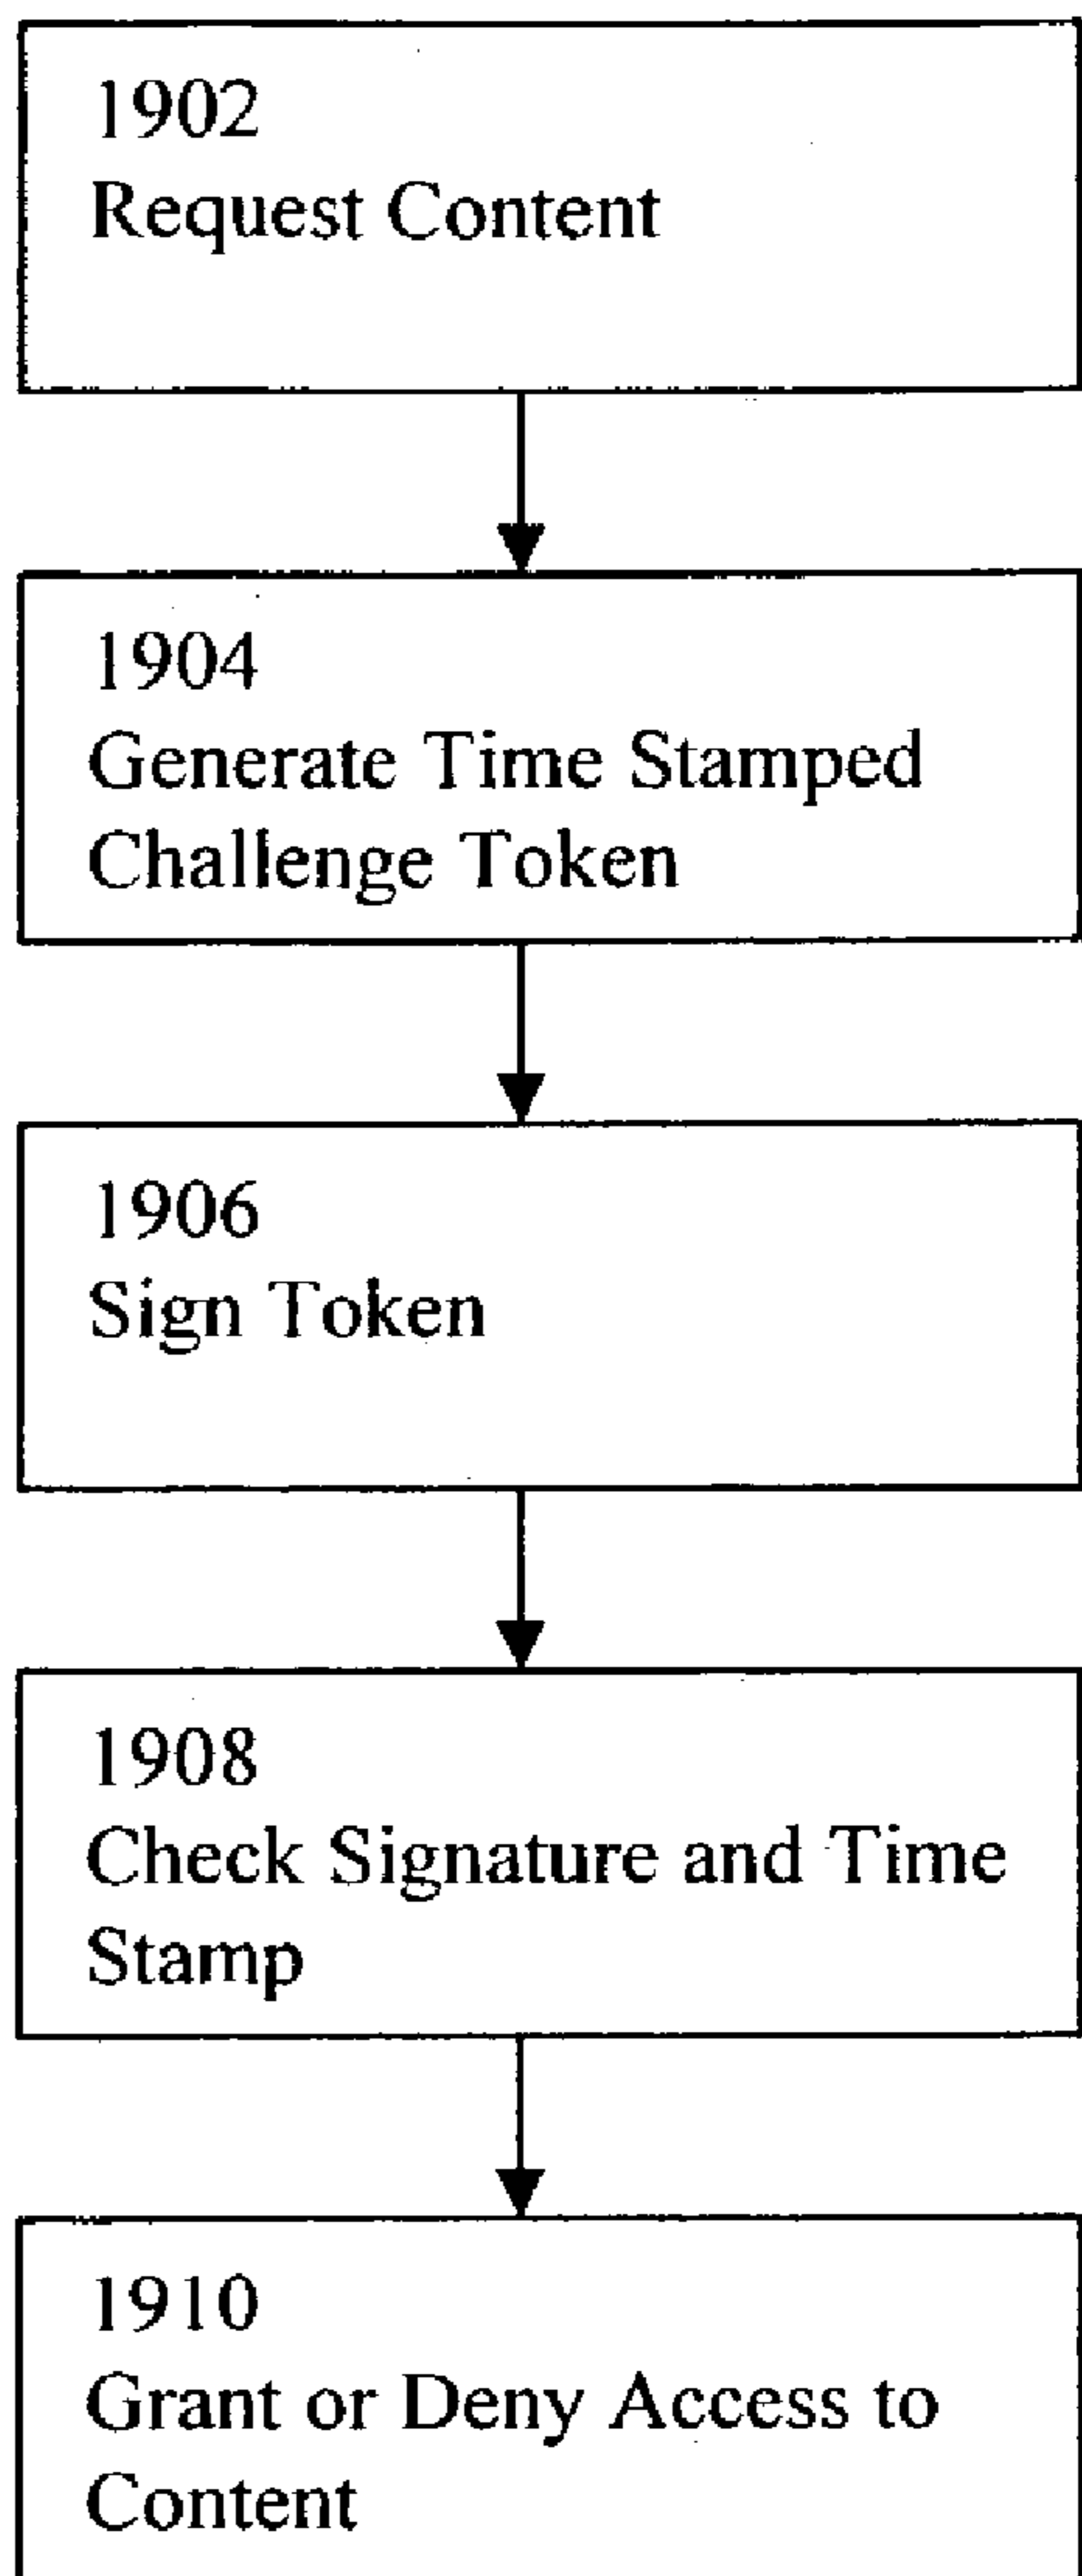 1902
Request Content
1904
Generate Time Stamped
Challenge Token
1906
Sign Token
1908
Check Signature and Time
Stamp
1910
Grant or Deny Access to
Content